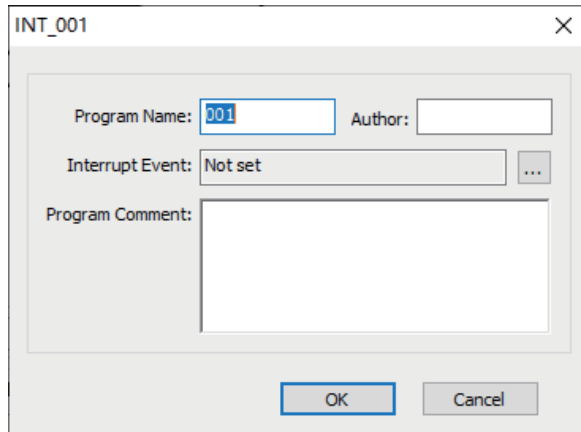 INT_001
Program Name: 001 Author:
Interrupt Event: Not set ...
Program Comment:
OK Cancel